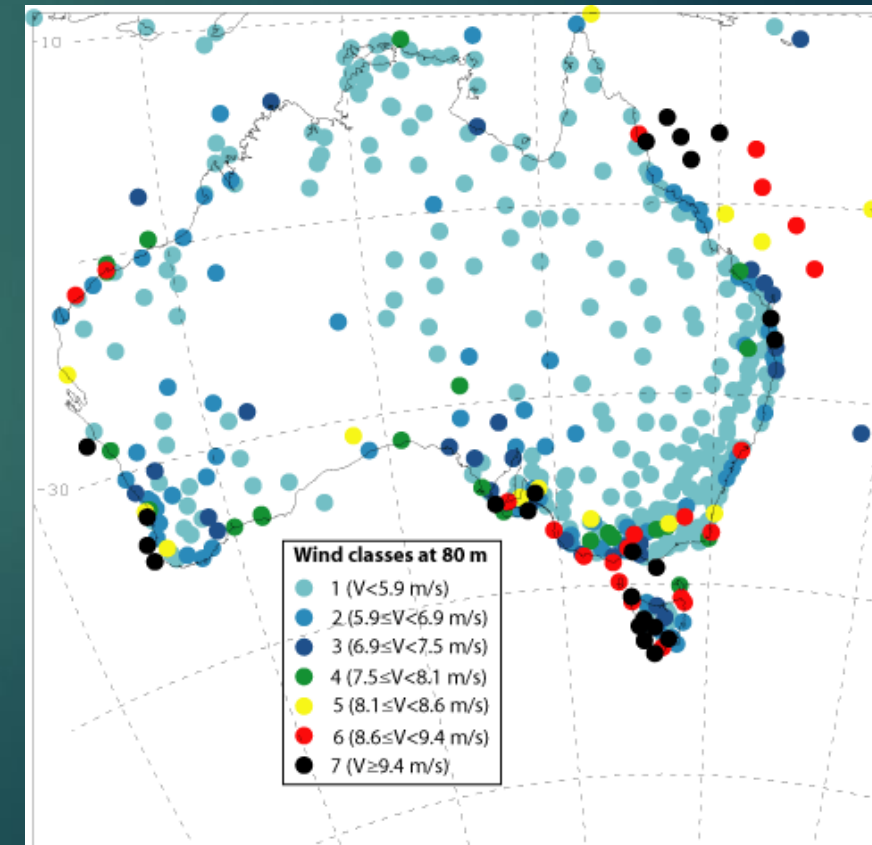 10
30
Wind classes at 80 m
1 (V<5.9 m/s)
2 (5.9≤V<6.9 m/s)
3 (6.9≤V<7.5 m/s)
4 (7.5≤V<8.1 m/s)
5 (8.1≤V<8.6 m/s)
6 (8.6≤V<9.4 m/s)
7 (V≥9.4 m/s)